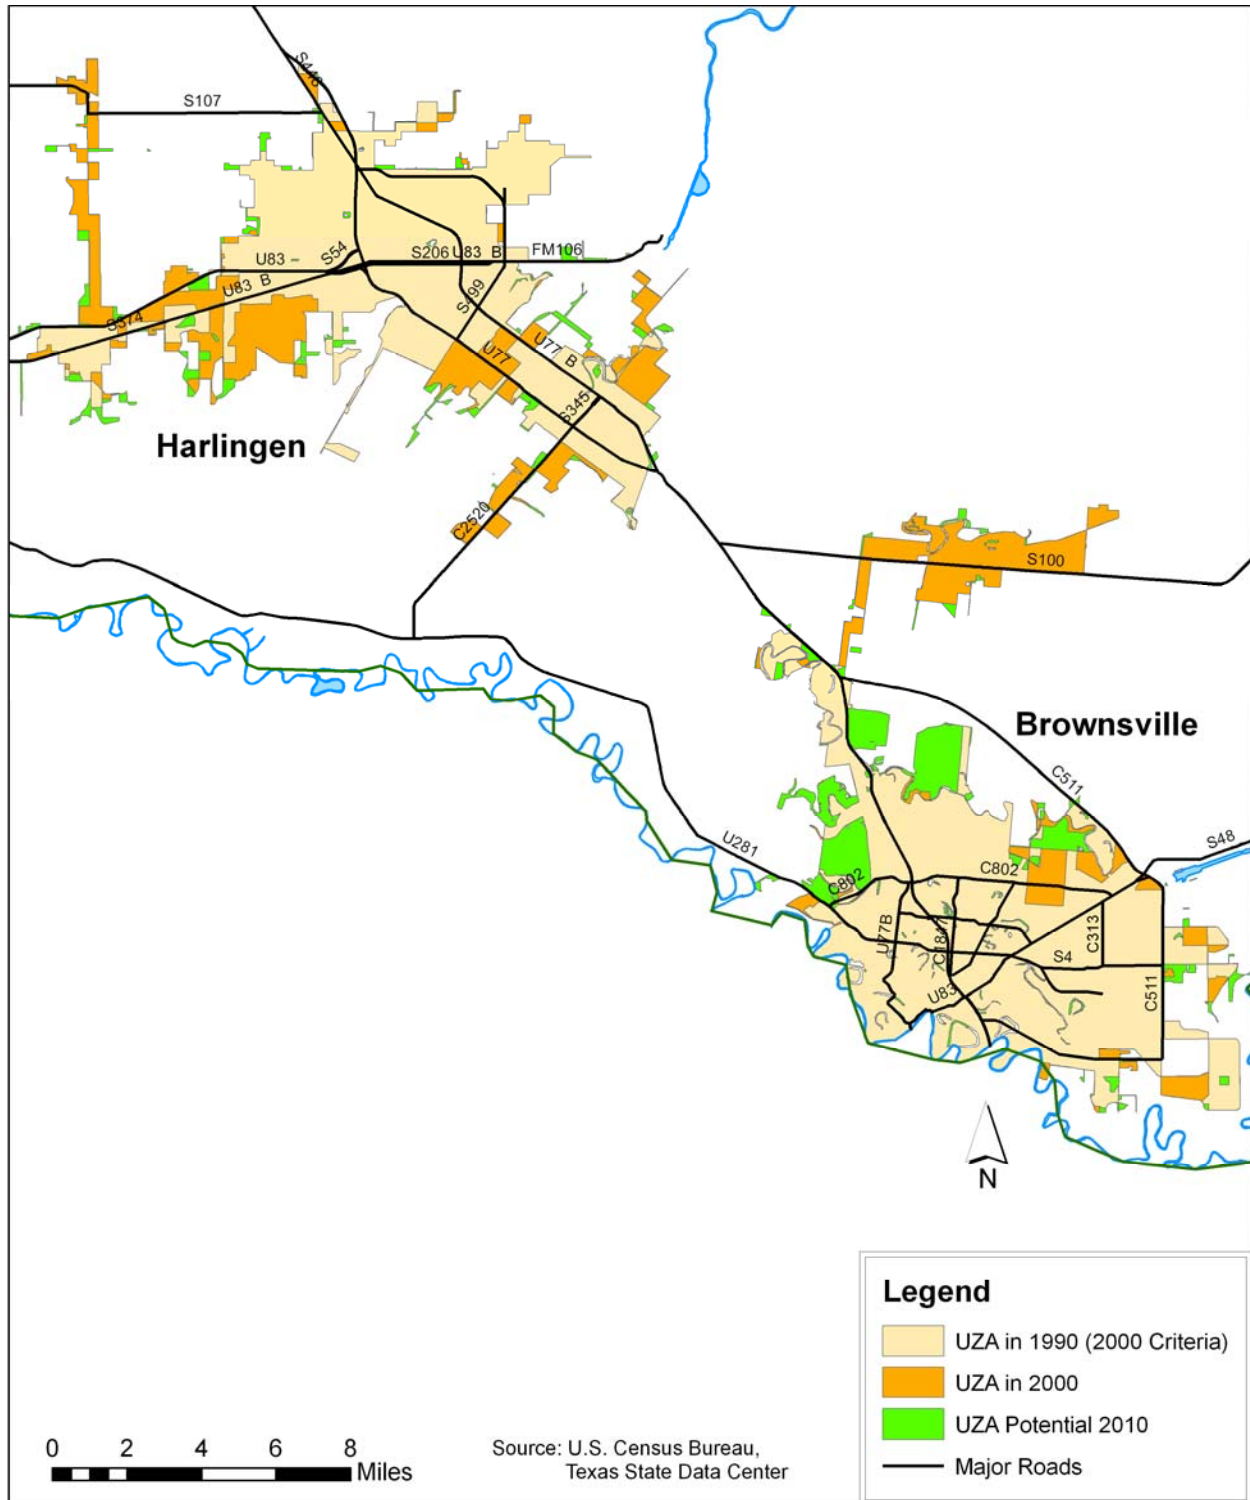 S448
S107
S54
S206 U83 B
FM106
U83
U83 B
S499
S374
U77
U77 B
S345
Harlingen
C2520
S100
Brownsville
C511
U281
S48
C802
C802
U77B
C1847
C313
S4
U83
C511
N
Legend
UZA in 1990 (2000 Criteria)
UZA in 2000
UZA Potential 2010
Major Roads
0 2 4 6 8
Miles
Source: U.S. Census Bureau,
Texas State Data Center